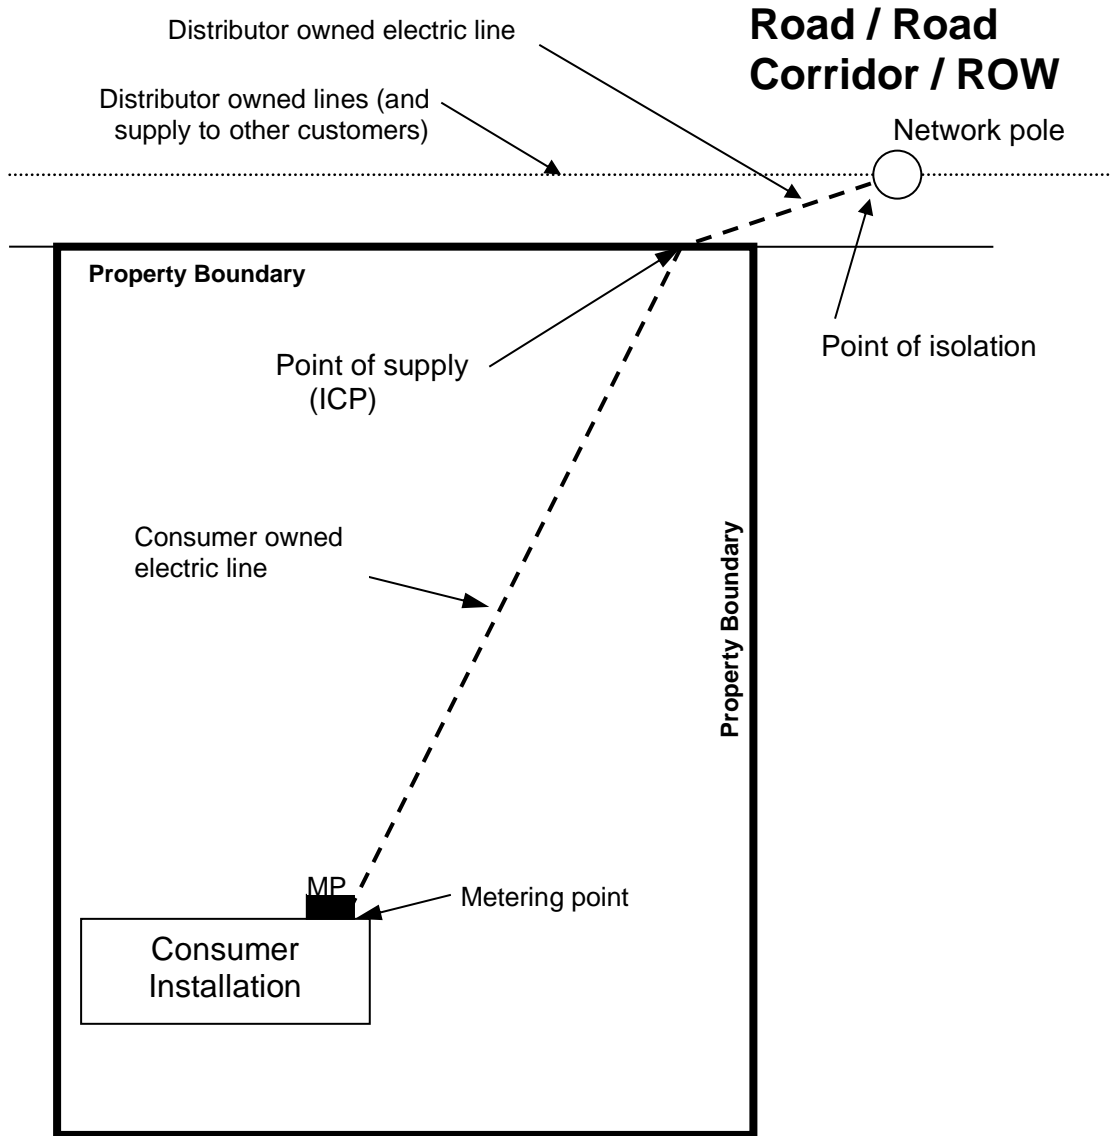 Distributor owned electric line
Road / Road
Corridor / ROW
Distributor owned lines (and
supply to other customers)
Network pole
Property Boundary
Point of supply
(ICP)
Point of isolation
Consumer owned
electric line
Property Boundary
MP
Metering point
Consumer
Installation